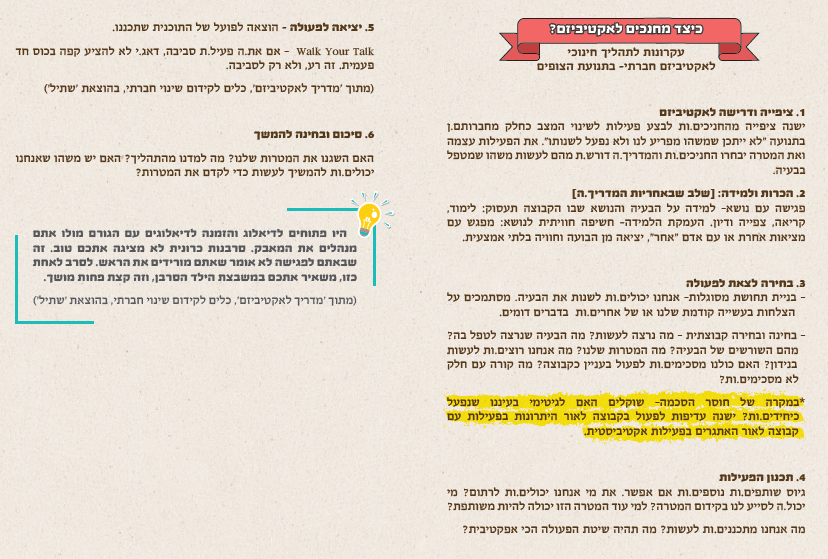 כיצד מחנכים לאקטיביזם?
עקרונות לתהליך חינוכי
לאקטיביזם חברתי- בתנועת הצופים
1. ציפייה ודרישה לאקטיביזם
ישנה ציפייה מהחניכים.ות לבצע פעילות לשינוי המצב כחלק מחברותם.ן
בתנועה "לא ייתכן שמשהו מפריע לנו ולא נפעל לשנותו". את הפעילות עצמה
ואת המטרה יבחרו החניכים.ות והמדריך.ה דורש.ת מהם לעשות משהו שמטפל
בבעיה.
2. הכרות ולמידה: [שלב שבאחריות המדריך.ה]
פגישה עם נושא- למידה על הבעיה והנושא שבו הקבוצה תעסוק: לימוד,
קריאה, צפייה ודיון. העמקת הלמידה- חשיפה חוויתית לנושא: מפגש עם
מציאות אחרת או עם אדם "אחר", יציאה מן הבועה וחוויה בלתי אמצעית.
3. בחירה לצאת לפעולה
- בניית תחושת מסוגלות- אנחנו יכולים.ות לשנות את הבעיה. מסתמכים על
הצלחות בעשייה קודמת שלנו או של אחרים.ות בדברים דומים.
- בחינה ובחירה קבוצתית - מה נרצה לעשות? מה הבעיה שנרצה לטפל בה?
מהם השורשים של הבעיה? מה המטרות שלנו? מה אנחנו רוצים.ות לעשות
בנידון? האם כולנו מסכימים.ות לפעול בעניין כקבוצה? מה קורה עם חלק
לא מסכימים.ות?
*במקרה של חוסר הסכמה- שוקלים האם לגיטימי בעיננו שנפעל
כיחידים.ות? ישנה עדיפות לפעול בקבוצה לאור היתרונות בפעילות עם
קבוצה לאור האתגרים בפעילות אקטיביסטית.
4. תכנון הפעילות
גיוס שותפים.ות נוספים.ות אם אפשר. את מי אנחנו יכולים.ות לרתום? מי
יכול.ה לסייע לנו בקידום המטרה? למי עוד המטרה הזו יכולה להיות משותפת?
מה אנחנו מתכננים.ות לעשות? מה תהיה שיטת הפעולה הכי אפקטיבית?
5. יציאה לפעולה - הוצאה לפועל של התוכנית שתכננו.
Walk Your Talk - אם את.ה פעיל.ת סביבה, דאג.י לא להציע קפה בכוס חד
פעמית. זה רע, ולא רק לסביבה.
(מתוך 'מדריך לאקטיביזם', כלים לקידום שינוי חברתי, בהוצאת 'שתיל')
6. סיכום ובחינה להמשך
האם השגנו את המטרות שלנו? מה למדנו מהתהליך? האם יש משהו שאנחנו
יכולים.ות להמשיך לעשות כדי לקדם את המטרות?
היו פתוחים לדיאלוג והזמנה לדיאלוגים עם הגורם מולו אתם
מנהלים את המאבק. סרבנות כרונית לא מציגה אתכם טוב. זה
שבאתם לפגישה לא אומר שאתם מורידים את הראש. לסרב לאחת
כזו, משאיר אתכם במשבצת הילד הסרבן, וזה קצת פחות מושך.
(מתוך 'מדריך לאקטיביזם', כלים לקידום שינוי חברתי, בהוצאת 'שתיל')